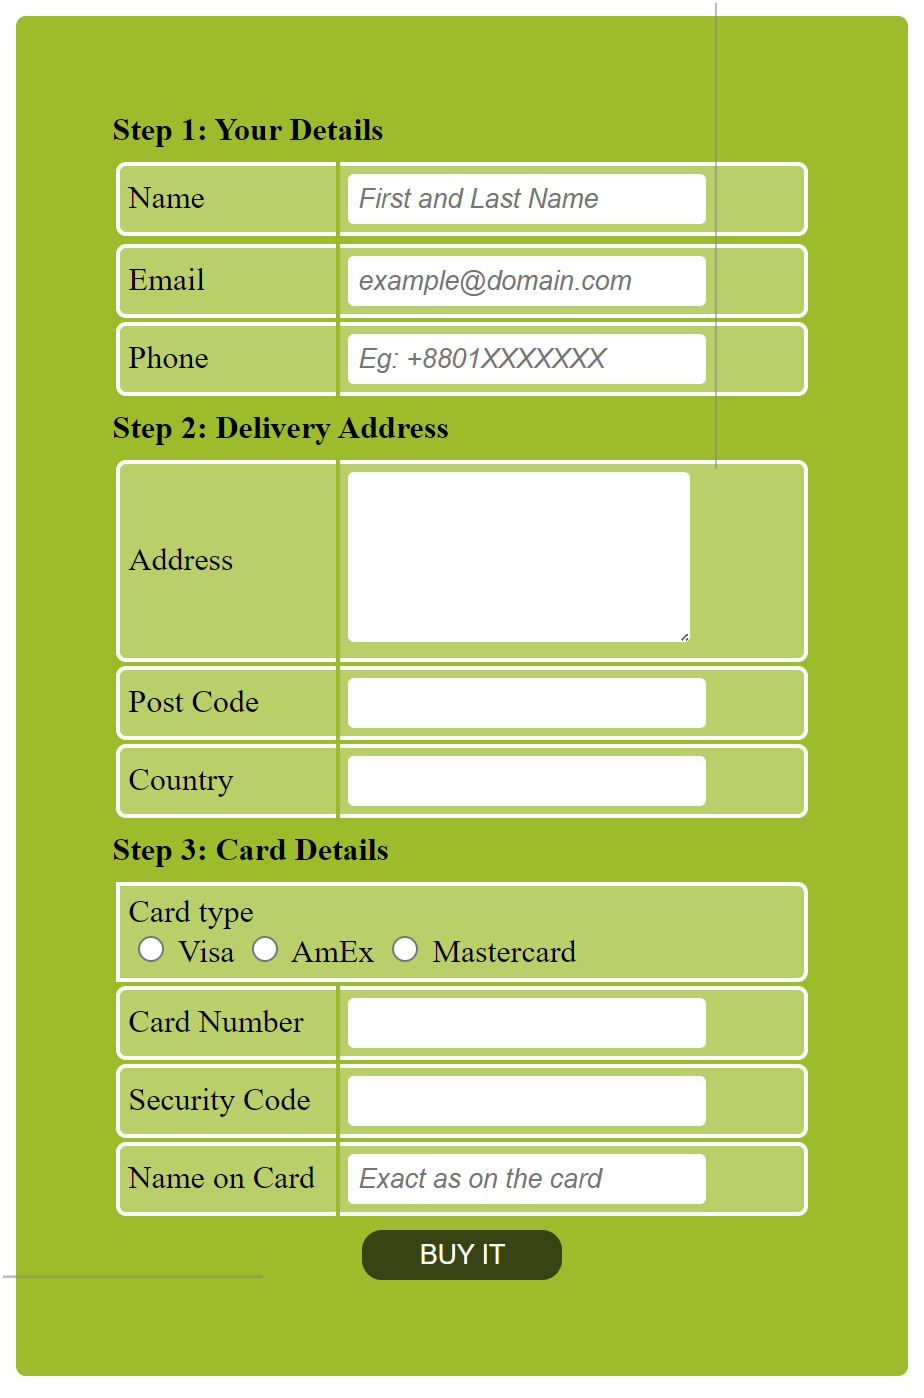 Step 1: Your Details
Name First and Last Name
Email example@domain.com
Phone Eg: +8801XXXXXXX
Step 2: Delivery Address
Address
Post Code
Country
Step 3: Card Details
Card type
Visa AmEx Mastercard
Card Number
Security Code
Name on Card Exact as on the card
BUY IT